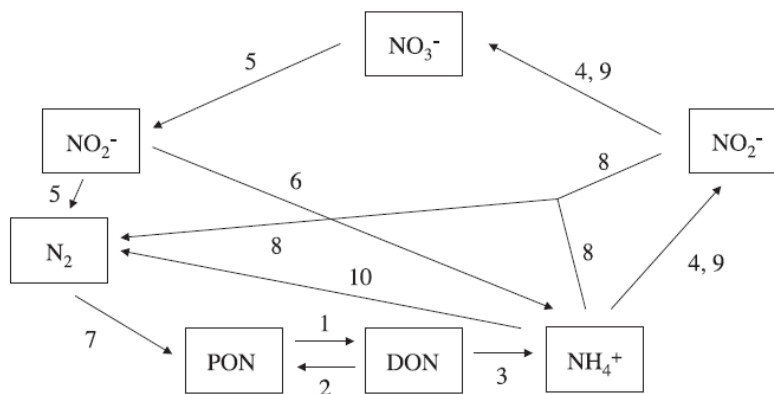 NO₃⁻
5
4, 9
NO₂⁻
NO₂⁻
8
6
5
N₂
8
8
4, 9
10
7
1
PON
DON
NH₄⁺
2
3